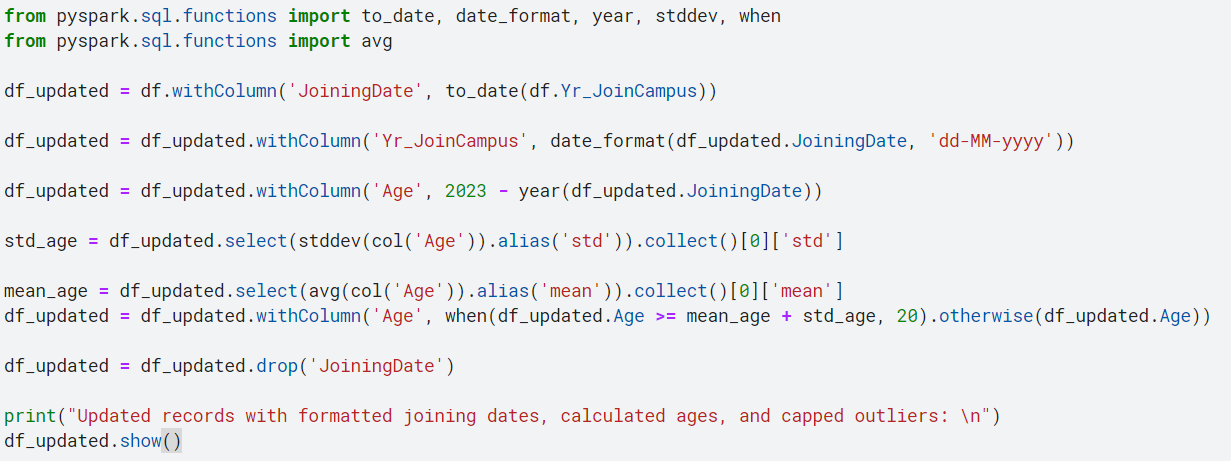 from pyspark.sql.functions import to_date, date_format, year, stddev, when
from pyspark.sql.functions import avg
df_updated = df.withColumn('JoiningDate', to_date(df.Yr_JoinCampus))
df_updated = df_updated.withColumn('Yr_JoinCampus', date_format(df_updated.JoiningDate, 'dd-MM-yyyy'))
df_updated = df_updated.withColumn('Age', 2023 - year(df_updated.JoiningDate))
std_age = df_updated.select(stddev(col('Age')).alias('std')).collect()[0]['std']
mean_age = df_updated.select(avg(col('Age')).alias('mean')).collect()[0]['mean']
df_updated = df_updated.withColumn('Age', when(df_updated.Age >= mean_age + std_age, 20).otherwise(df_updated.Age))
df_updated = df_updated.drop('JoiningDate')
print("Updated records with formatted joining dates, calculated ages, and capped outliers: \n")
df_updated.show()